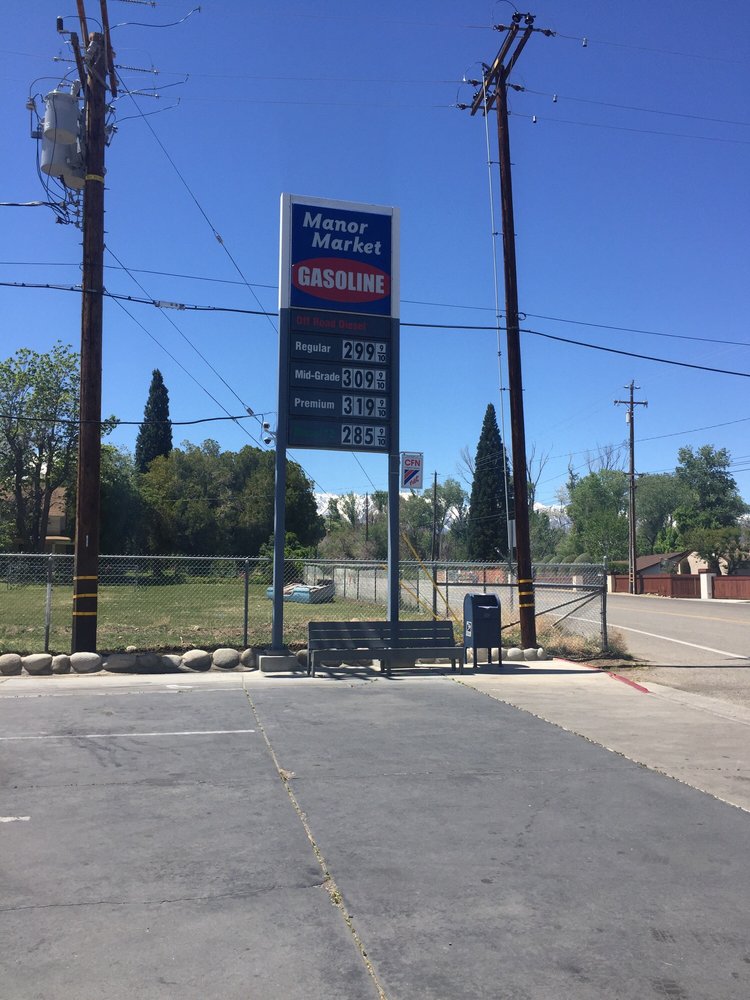 Manor
Market
GASOLINE
Off Road Diesel
Regular 299 9/10
Mid-Grade 309 9/10
Premium 319 9/10
285 9/10
CFN